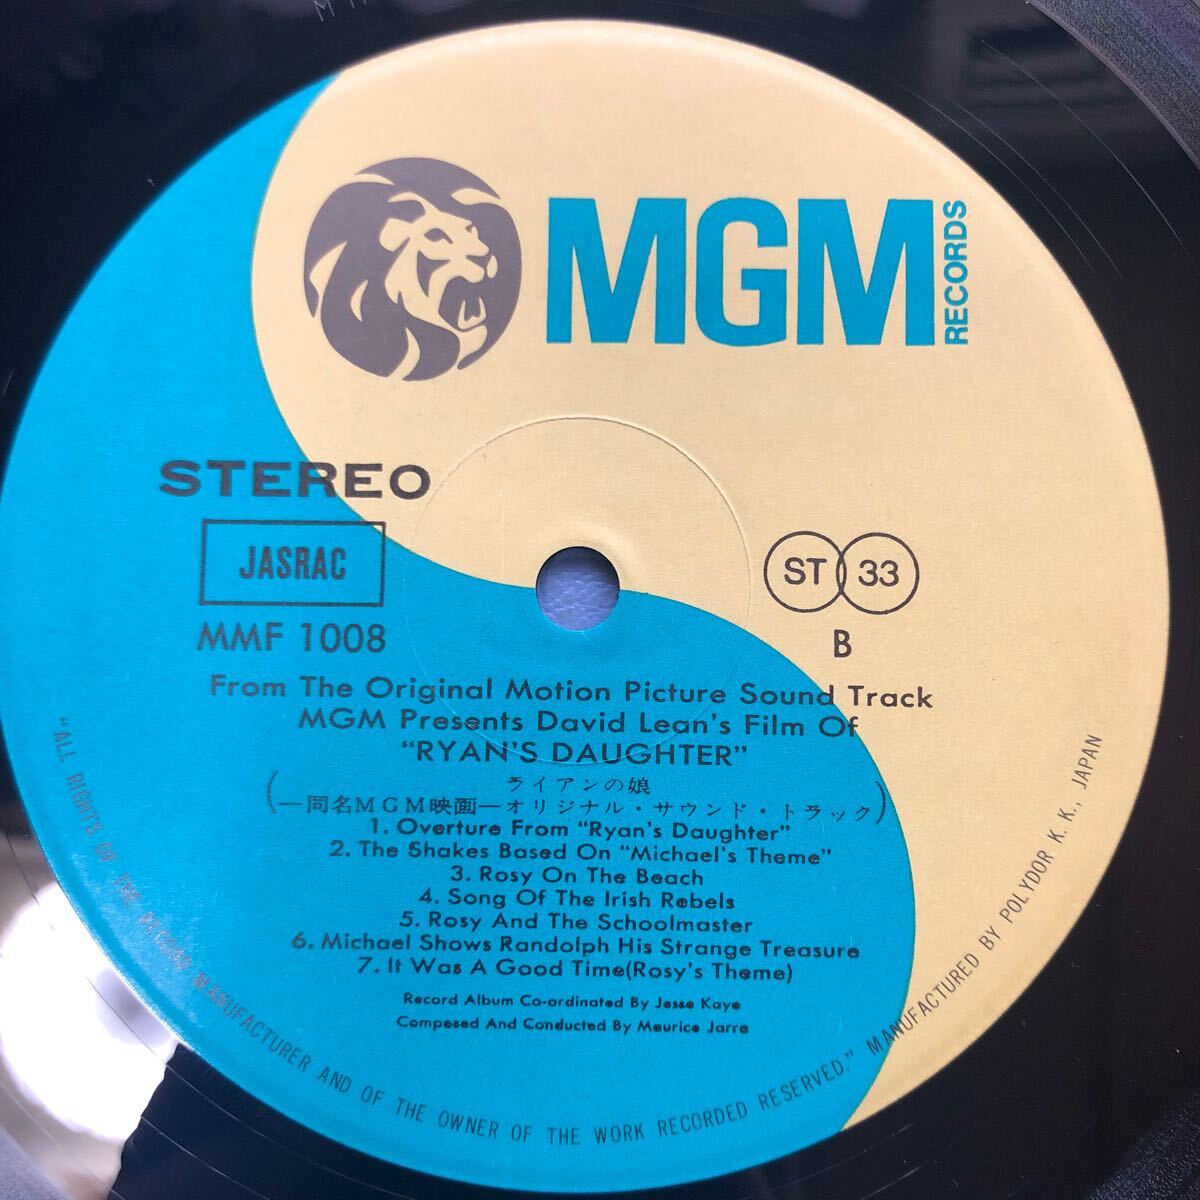 MGM
RECORDS
STEREO
JASRAC
ST 33
MMF 1008
B
From The Original Motion Picture Sound Track
MGM Presents David Lean's Film Of
"RYAN'S DAUGHTER"
ライアンの娘
(—同名MGM映画—オリジナル・サウンド・トラック)
1. Overture From "Ryan's Daughter"
2. The Shakes Based On "Michael's Theme"
3. Rosy On The Beach
4. Song Of The Irish Rebels
5. Rosy And The Schoolmaster
6. Michael Shows Randolph His Strange Treasure
7. It Was A Good Time(Rosy's Theme)
Record Album Co-ordinated By Jesse Kaye
Composed And Conducted By Maurice Jarre
"ALL RIGHTS OF THE RECORD MANUFACTURER AND OF THE OWNER OF THE WORK RECORDED RESERVED." MANUFACTURED BY POLYDOR K. K., JAPAN